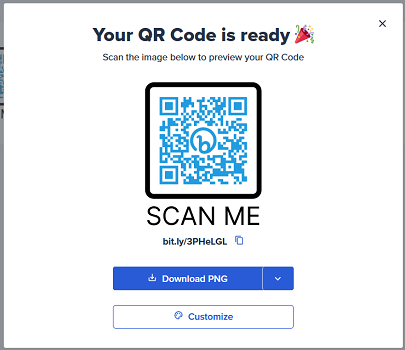 Your QR Code is ready
Scan the image below to preview your QR Code
b
SCAN ME
bit.ly/3PHeLGL
Download PNG
Customize